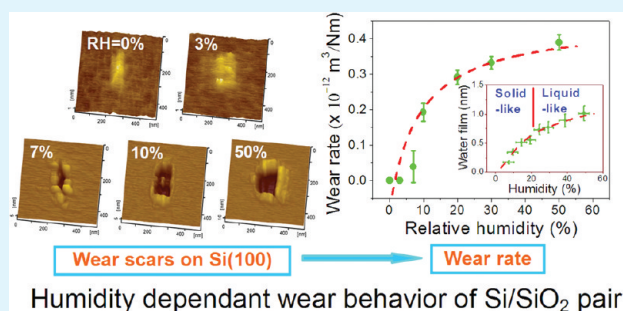 RH=0%
3%
7%
10%
50%
Wear scars on Si(100)
Wear rate
Wear rate (x 10⁻¹² m³/Nm)
0.4
0.3
0.2
0.1
0.0
0 10 20 30 40 50 60
Relative humidity (%)
Water film (nm)
1.5
1.0
0.5
0.0
Solid Liquid
-like -like
0 20 40 60
Humidity (%)
Humidity dependant wear behavior of Si/SiO₂ pair